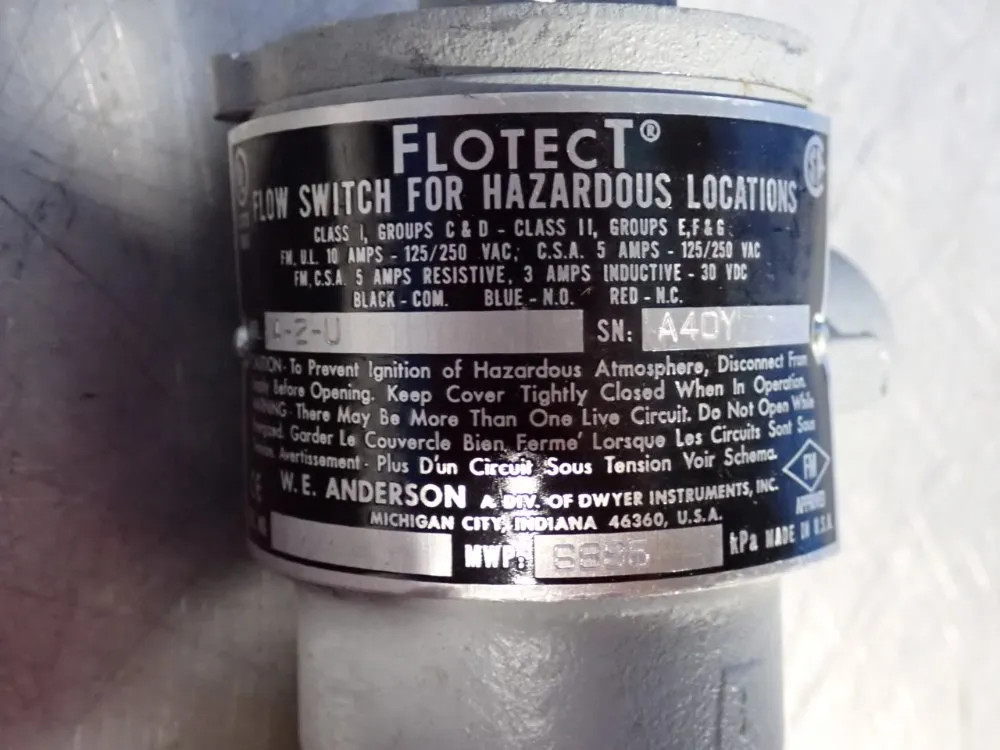 FLOTECT®
FLOW SWITCH FOR HAZARDOUS LOCATIONS
CLASS I, GROUPS C & D - CLASS II, GROUPS E,F & G
FM, U.L. 10 AMPS - 125/250 VAC; C.S.A. 5 AMPS - 125/250 VAC
FM, C.S.A. 5 AMPS RESISTIVE, 3 AMPS INDUCTIVE - 30 VDC
BLACK - COM. BLUE - N.O. RED - N.C.
SN: A40Y
CAUTION - To Prevent Ignition of Hazardous Atmosphere, Disconnect From
Before Opening. Keep Cover Tightly Closed When In Operation.
WARNING - There May Be More Than One Live Circuit. Do Not Open While
Garder Le Couvercle Bien Ferme' Lorsque Les Circuits Sont Sous
Avertissement - Plus D'un Circuit Sous Tension Voir Schema.
W. E. ANDERSON A DIV. OF DWYER INSTRUMENTS, INC.
FM APPROVED
MICHIGAN CITY, INDIANA 46360, U.S.A.
MWP: kPa MADE IN U.S.A.